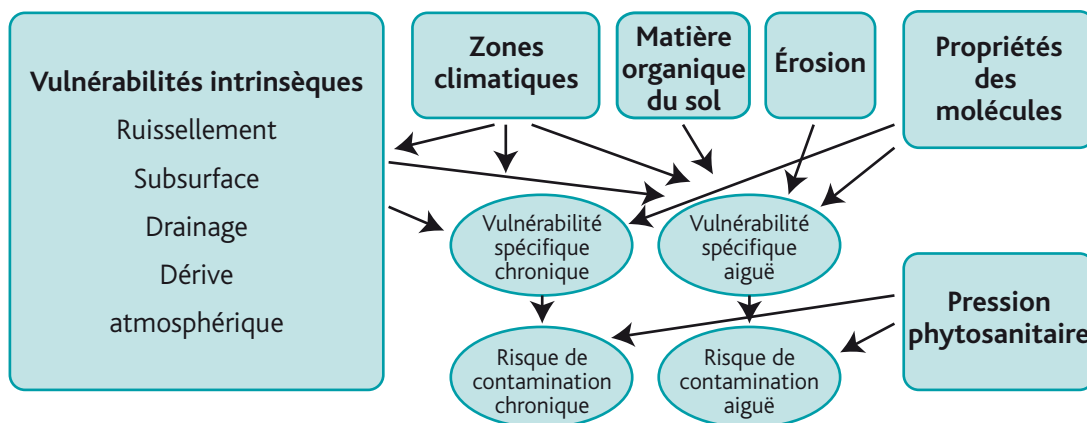 Vulnérabilités intrinsèques
Ruissellement
Subsurface
Drainage
Dérive
atmosphérique
Zones
climatiques
Matière
organique
du sol
Érosion
Propriétés
des
molécules
Vulnérabilité
spécifique
chronique
Vulnérabilité
spécifique
aiguë
Pression
phytosanitaire
Risque de
contamination
chronique
Risque de
contamination
aiguë